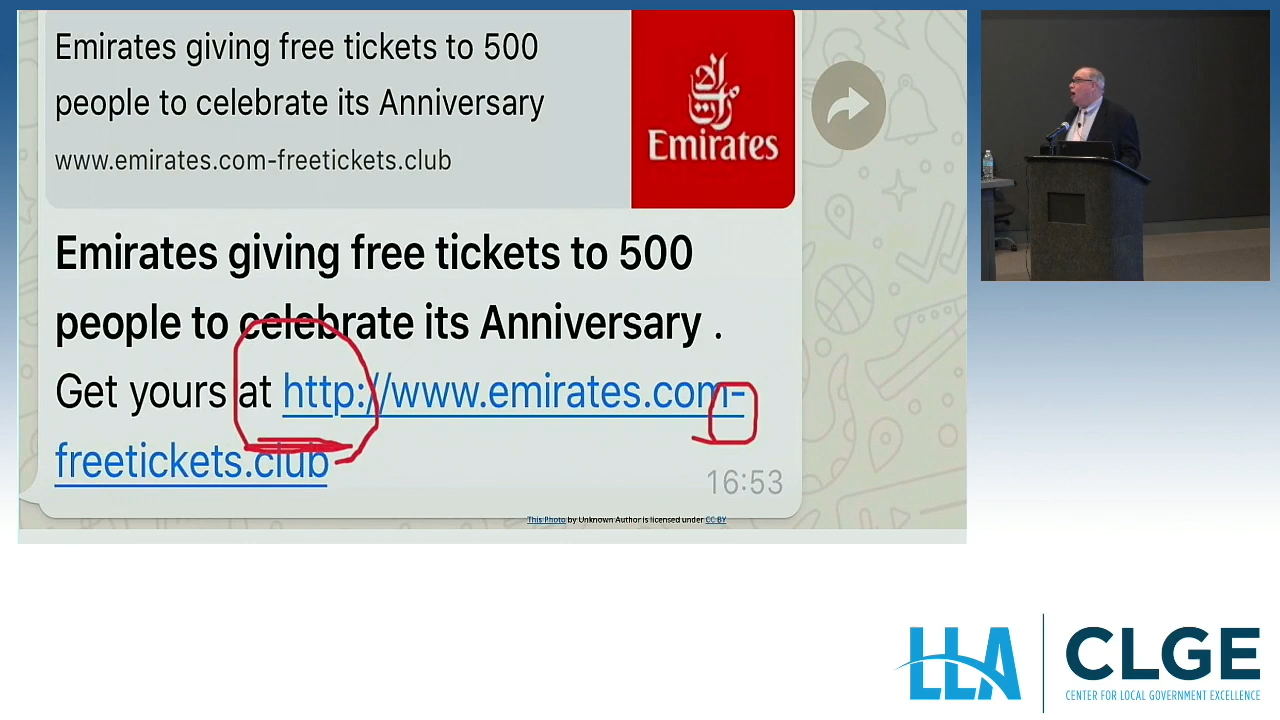 Emirates giving free tickets to 500
people to celebrate its Anniversary
www.emirates.com-freetickets.club
Emirates
Emirates giving free tickets to 500
people to celebrate its Anniversary .
Get yours at http://www.emirates.com-
freetickets.club
16:53
This Photo by Unknown Author is licensed under CC BY
LLA
CLGE
CENTER FOR LOCAL GOVERNMENT EXCELLENCE